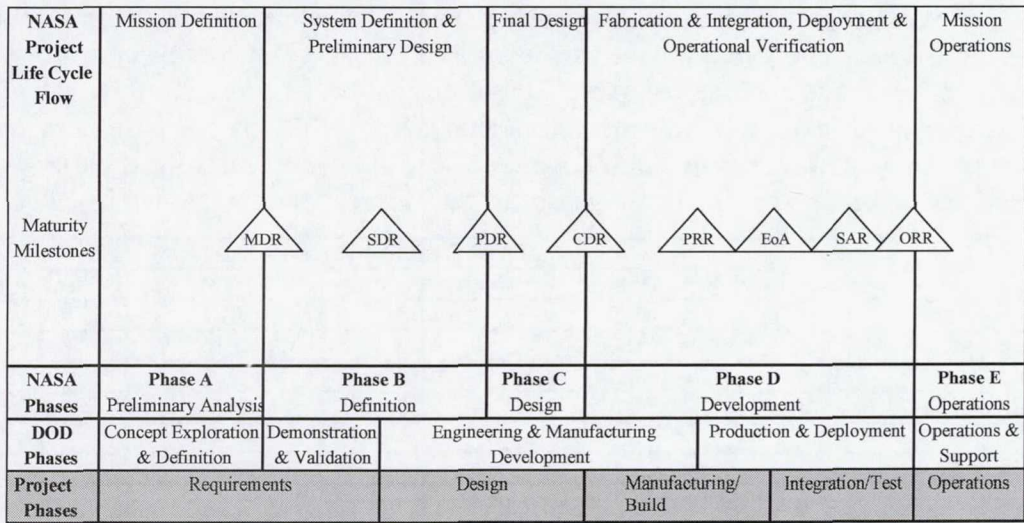 NASA
Project
Life Cycle
Flow
Mission Definition
System Definition &
Preliminary Design
Final Design
Fabrication & Integration, Deployment &
Operational Verification
Mission
Operations
Maturity
Milestones
MDR
SDR
PDR
CDR
PRR
EoA
SAR
ORR
NASA
Phases
Phase A
Preliminary Analysis
Phase B
Definition
Phase C
Design
Phase D
Development
Phase E
Operations
DOD
Phases
Concept Exploration
& Definition
Demonstration
& Validation
Engineering & Manufacturing
Development
Production & Deployment
Operations &
Support
Project
Phases
Requirements
Design
Manufacturing/
Build
Integration/Test
Operations